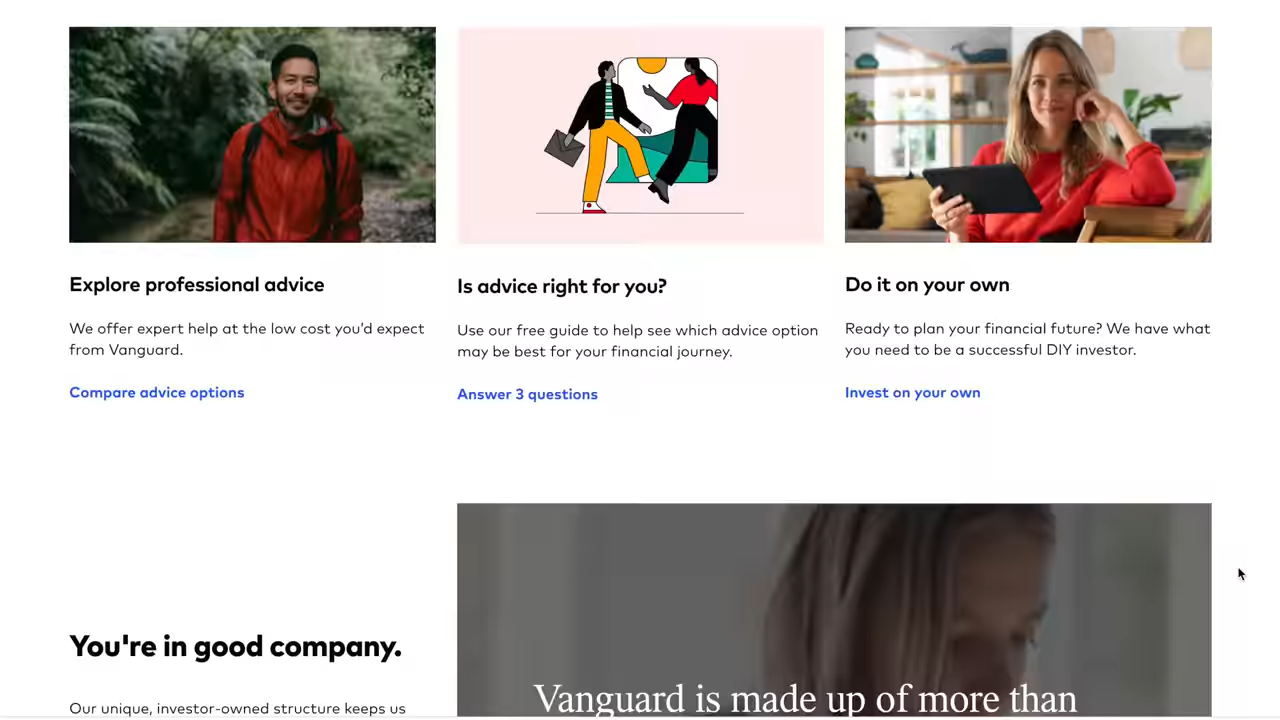 Explore professional advice
We offer expert help at the low cost you'd expect
from Vanguard.
Compare advice options
Is advice right for you?
Use our free guide to help see which advice option
may be best for your financial journey.
Answer 3 questions
Do it on your own
Ready to plan your financial future? We have what
you need to be a successful DIY investor.
Invest on your own
You're in good company.
Our unique, investor-owned structure keeps us
Vanguard is made up of more than